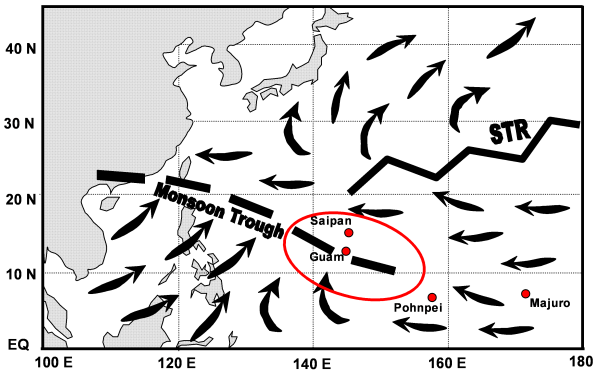 40 N
30 N
STR
20 N
Monsoon Trough
Saipan
Guam
10 N
Pohnpei
Majuro
EQ
100 E
120 E
140 E
160 E
180